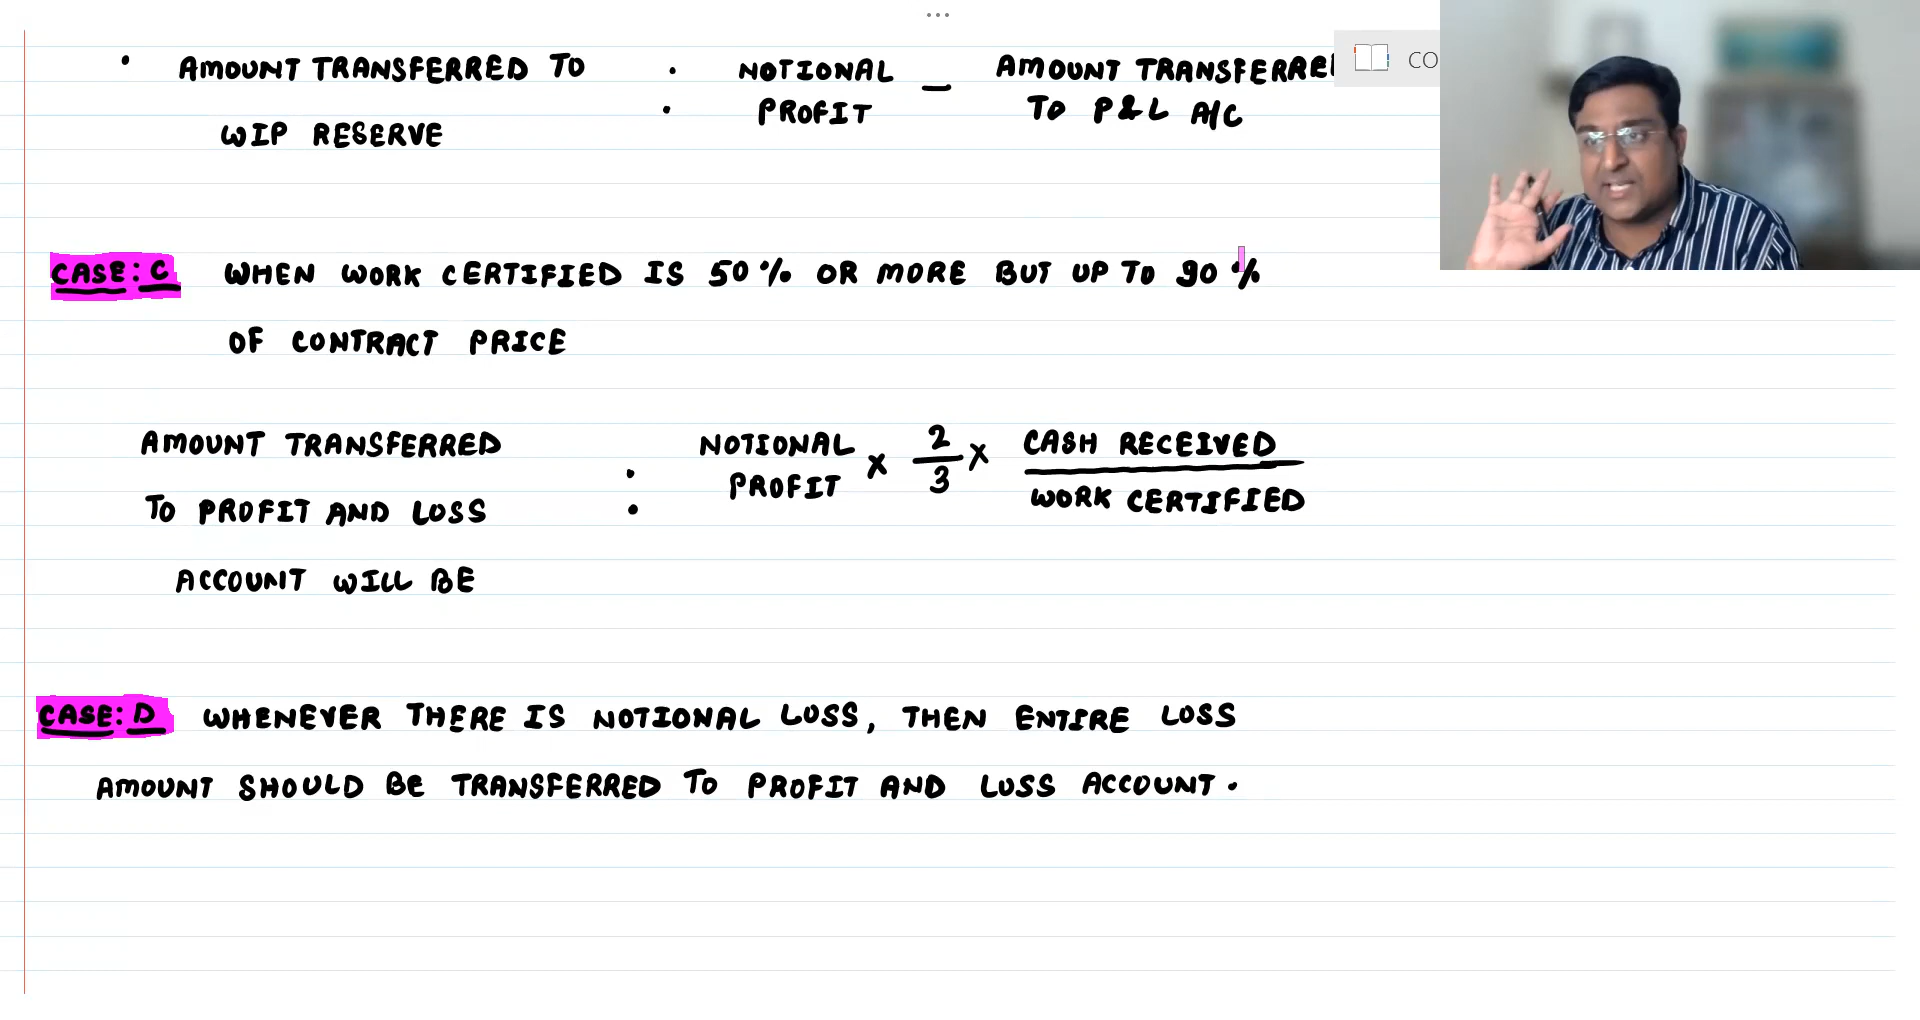 • AMOUNT TRANSFERRED TO : NOTIONAL PROFIT – AMOUNT TRANSFERRED TO P&L A/C
WIP RESERVE
CO
CASE: C WHEN WORK CERTIFIED IS 50% OR MORE BUT UP TO 90%
OF CONTRACT PRICE
AMOUNT TRANSFERRED
TO PROFIT AND LOSS
ACCOUNT WILL BE
: NOTIONAL PROFIT × 2/3 × CASH RECEIVED / WORK CERTIFIED
CASE: D WHENEVER THERE IS NOTIONAL LOSS, THEN ENTIRE LOSS
AMOUNT SHOULD BE TRANSFERRED TO PROFIT AND LOSS ACCOUNT.